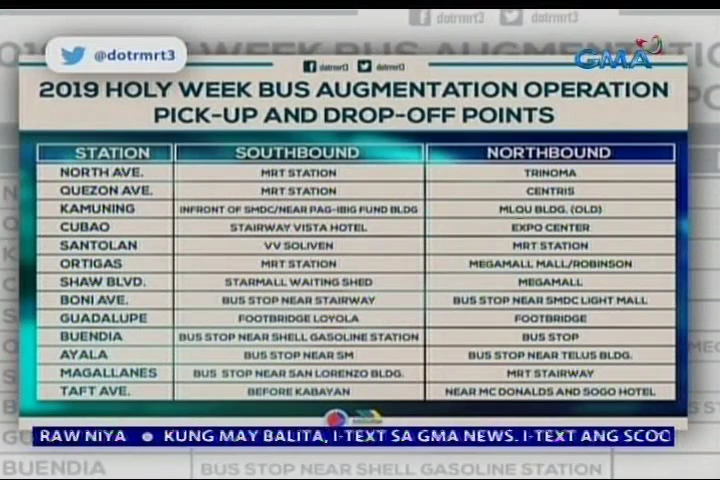 @dotrmrt3
GMA
dotrmrt3 dotrmrt3
2019 HOLY WEEK BUS AUGMENTATION OPERATION
PICK-UP AND DROP-OFF POINTS
STATION SOUTHBOUND NORTHBOUND
NORTH AVE. MRT STATION TRINOMA
QUEZON AVE. MRT STATION CENTRIS
KAMUNING INFRONT OF SMDC/NEAR PAG-IBIG FUND BLDG MLQU BLDG. (OLD)
CUBAO STAIRWAY VISTA HOTEL EXPO CENTER
SANTOLAN VV SOLIVEN MRT STATION
ORTIGAS MRT STATION MEGAMALL MALL/ROBINSON
SHAW BLVD. STARMALL WAITING SHED MEGAMALL
BONI AVE. BUS STOP NEAR STAIRWAY BUS STOP NEAR SMDC LIGHT MALL
GUADALUPE FOOTBRIDGE LOYOLA FOOTBRIDGE
BUENDIA BUS STOP NEAR SHELL GASOLINE STATION BUS STOP
AYALA BUS STOP NEAR SM BUS STOP NEAR TELUS BLDG.
MAGALLANES BUS STOP NEAR SAN LORENZO BLDG. MRT STAIRWAY
TAFT AVE. BEFORE KABAYAN NEAR MC DONALDS AND SOGO HOTEL
RAW NIYA KUNG MAY BALITA, I-TEXT SA GMA NEWS. I-TEXT ANG SCOO
BUENDIA BUS STOP NEAR SHELL GASOLINE STATION